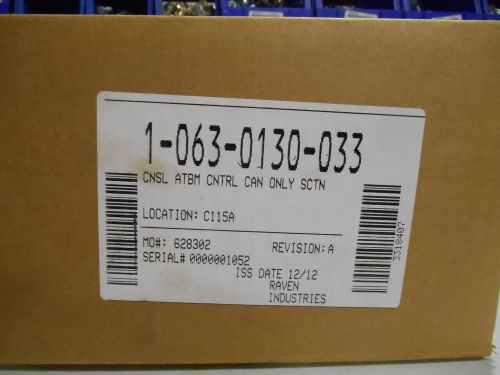 1-063-0130-033
CNSL ATBM CNTRL CAN ONLY SCTN
LOCATION: C115A
MO#: 628302 REVISION: A
SERIAL# 0000001052
ISS DATE 12/12
RAVEN
INDUSTRIES
3318407